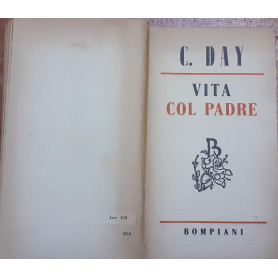 C. DAY
VITA
COL PADRE
B
BOMPIANI